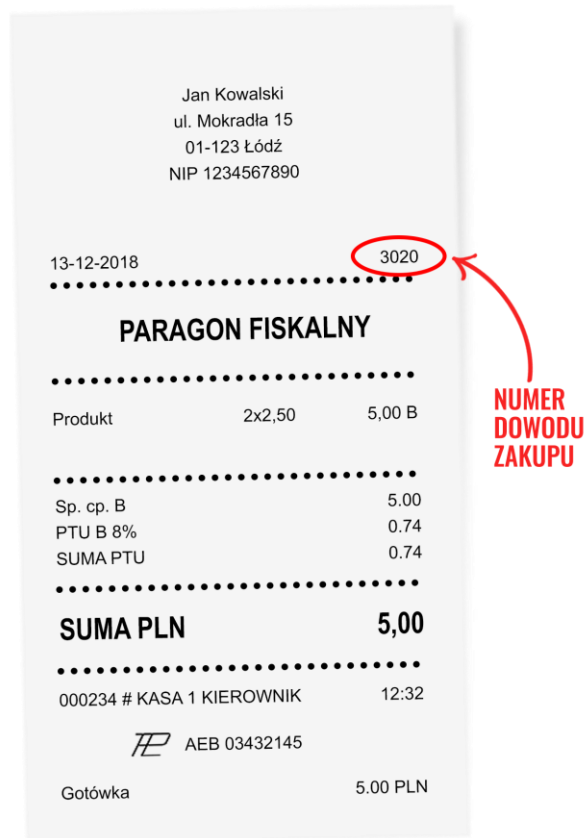 Jan Kowalski
ul. Mokradła 15
01-123 Łódź
NIP 1234567890
13-12-2018 3020
PARAGON FISKALNY
Produkt 2x2,50 5,00 B
Sp. cp. B 5.00
PTU B 8% 0.74
SUMA PTU 0.74
SUMA PLN 5,00
000234 # KASA 1 KIEROWNIK 12:32
AEB 03432145
Gotówka 5.00 PLN
NUMER
DOWODU
ZAKUPU